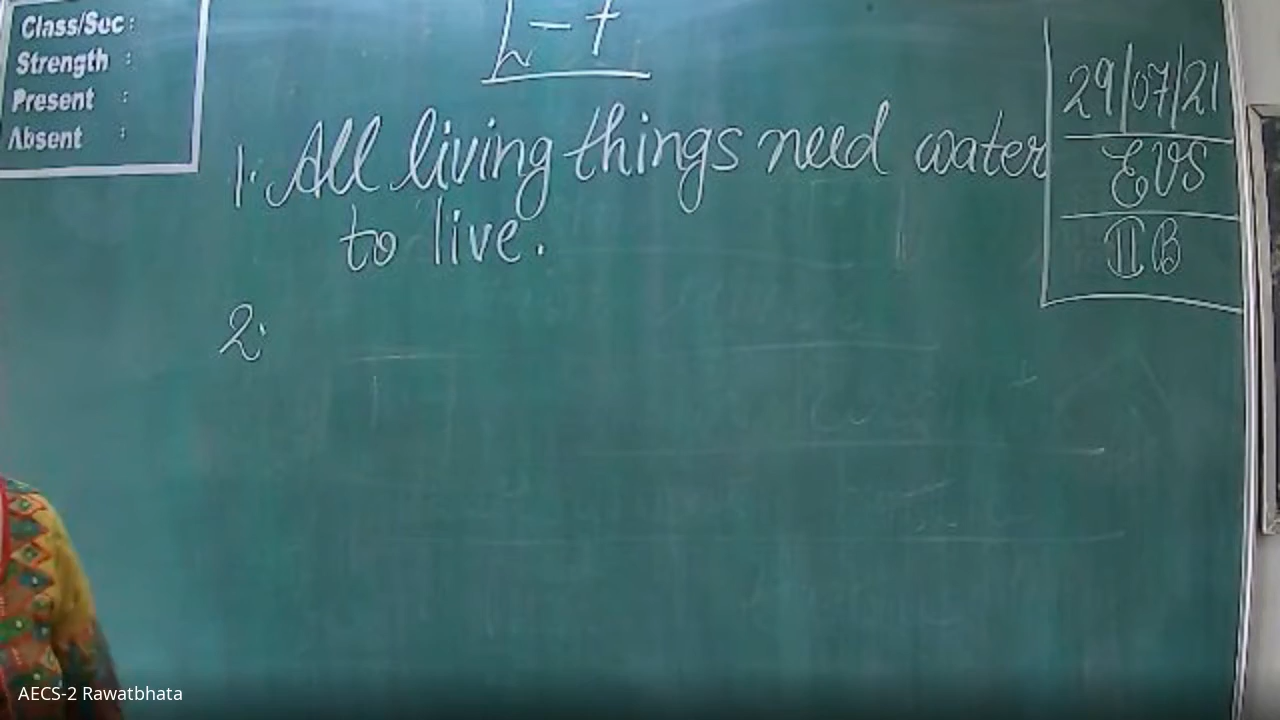 Class/Sec :
Strength :
Present :
Absent :
L-7
29/07/21
EVS
II B
1. All living things need water
to live.
2.
AECS-2 Rawatbhata